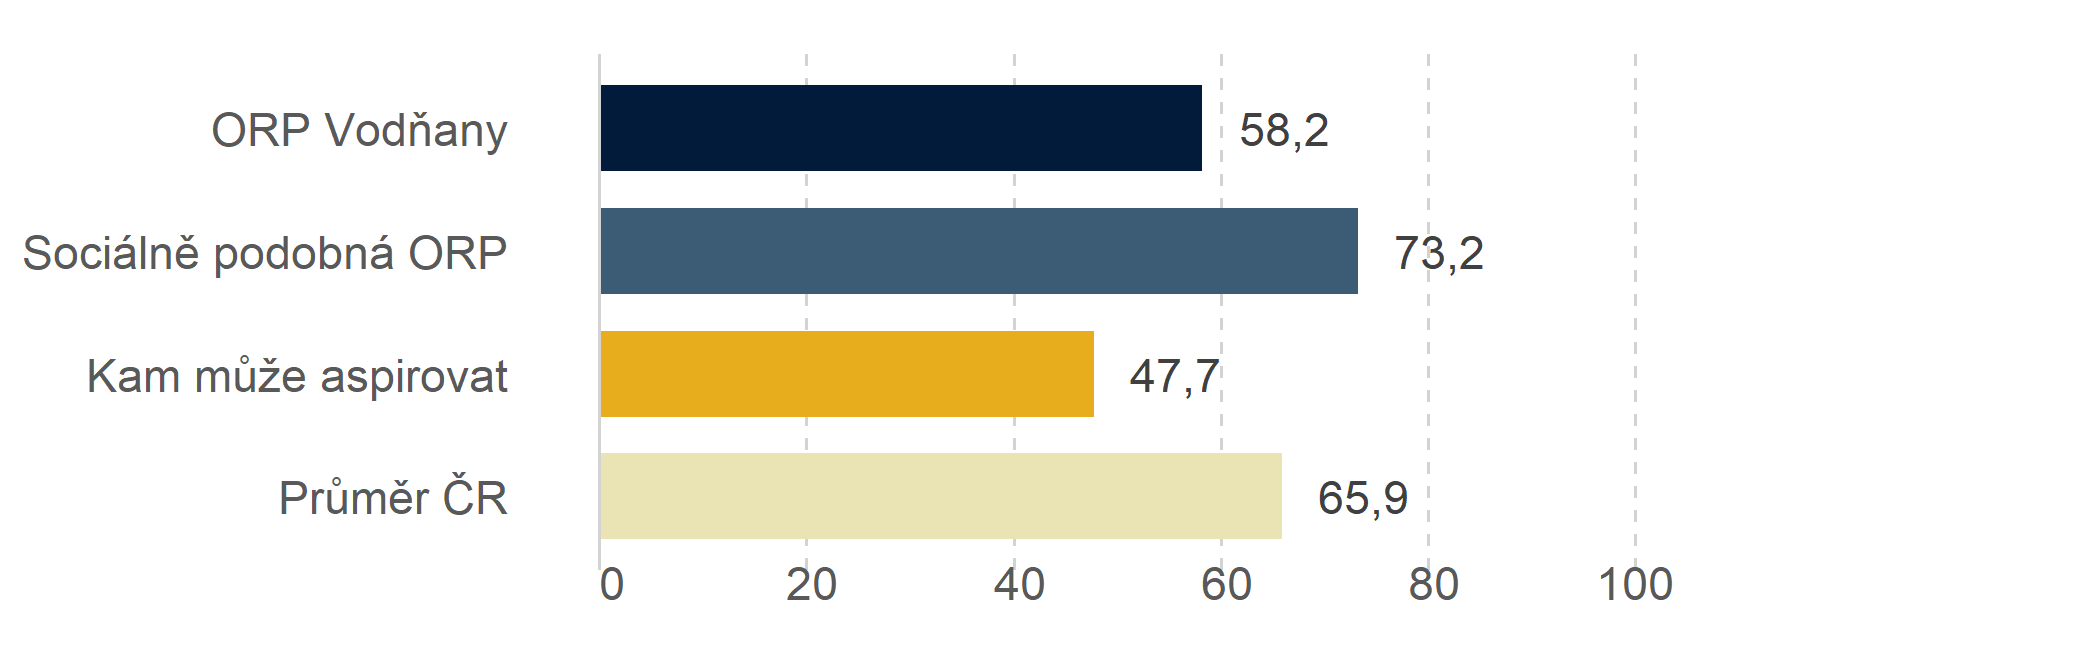 ORP Vodňany
58,2
Sociálně podobná ORP
73,2
Kam může aspirovat
47,7
Průměr ČR
65,9
0 20 40 60 80 100